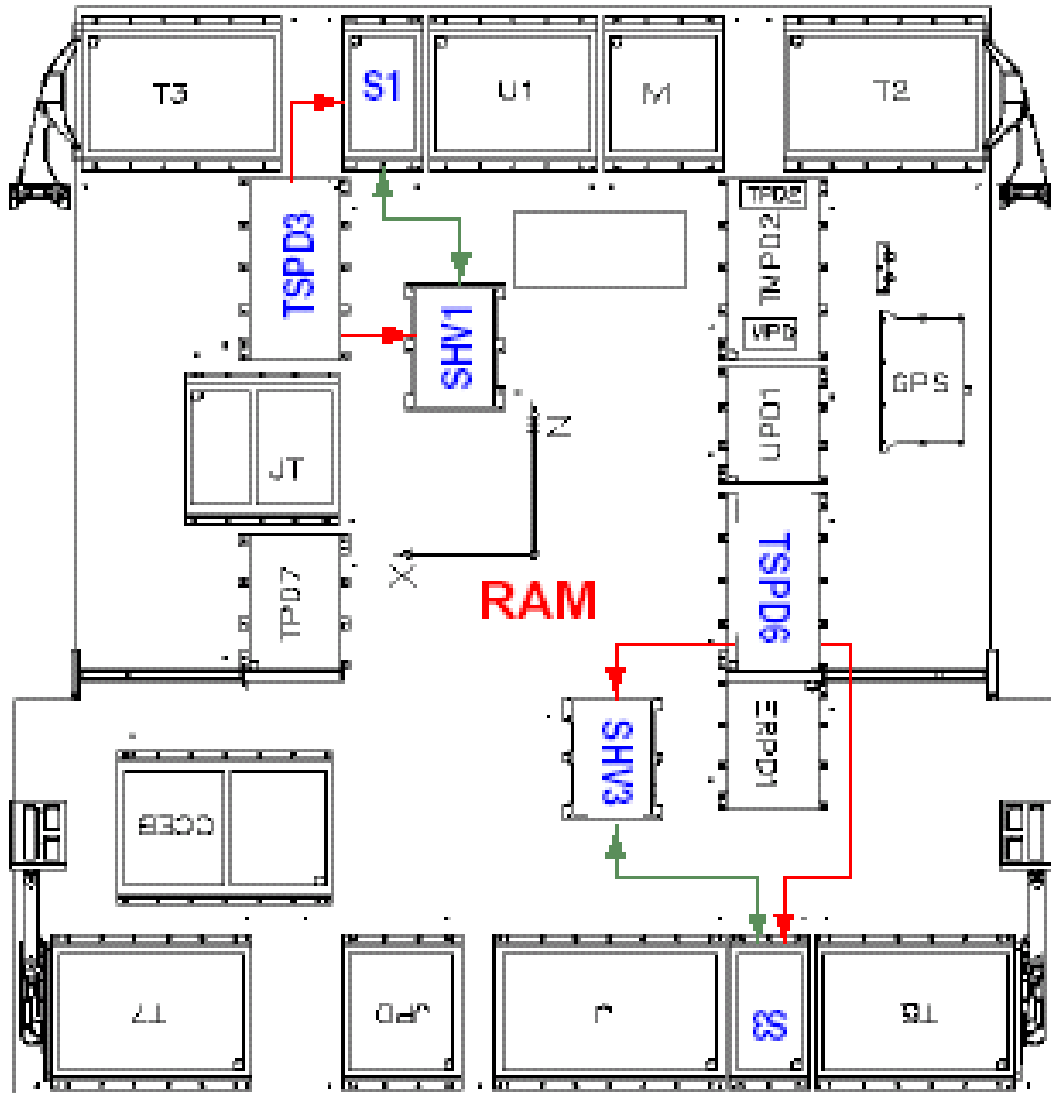 T3
S1
U1
M
T2
TSPD3
TPD2
TMPD2
MPD
SHV1
GPS
UPD1
Z
JT
X
TPD7
RAM
TSPD6
SHV3
ERPD1
CCEB
T7
JPD
J
S3
T6